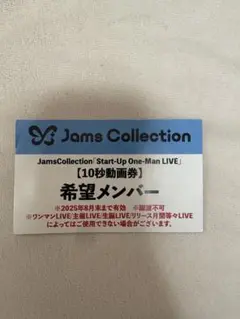 Jams Collection
JamsCollection「Start-Up One-Man LIVE」
【10秒動画券】
希望メンバー
※2025年8月末まで有効　※譲渡不可
※ワンマンLIVE/主催LIVE/生誕LIVE/リリース月間等々LIVE
によってはご使用できない場合がございます。